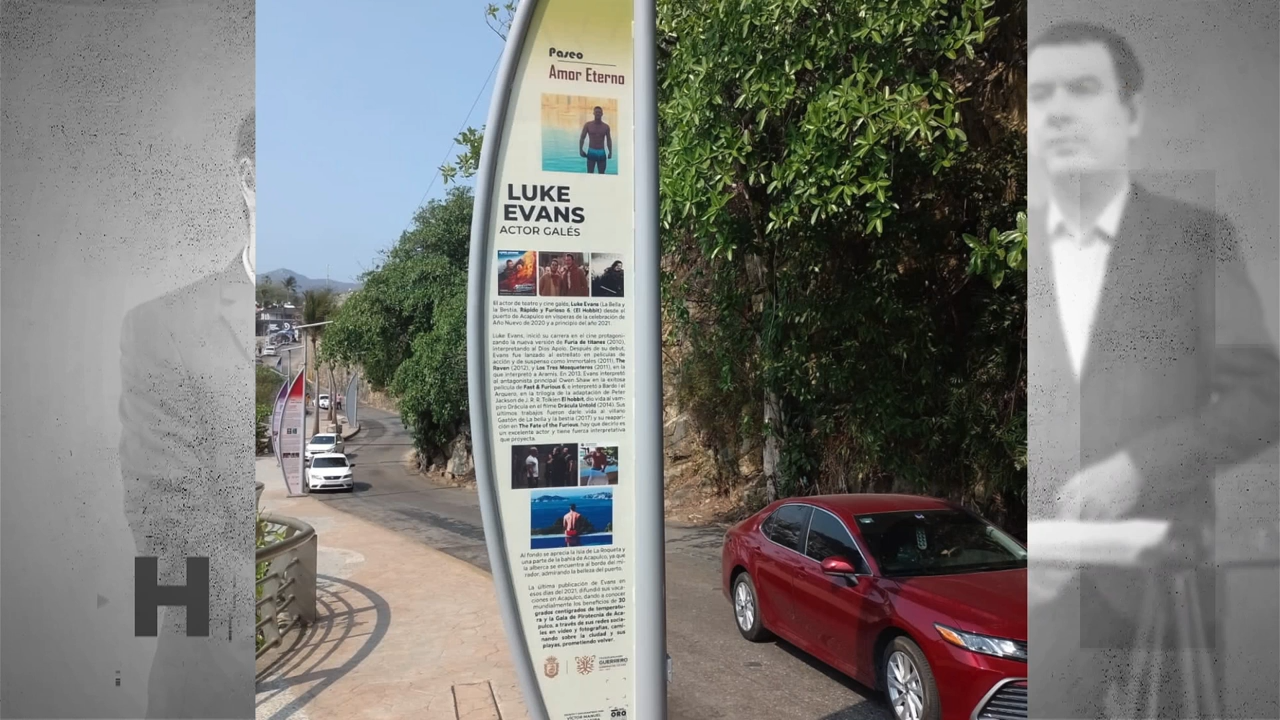 Paseo
Amor Eterno
LUKE
EVANS
ACTOR GALÉS
El actor de teatro y cine galés, Luke Evans (La Bella y
la Bestia, Rápido y Furioso 6, (El Hobbit) desde el
puerto de Acapulco en vísperas de la celebración de
Año Nuevo de 2020 y a principio del año 2021.
Luke Evans, inició su carrera en el cine protagoni-
zando la nueva versión de Furia de titanes (2010),
interpretando al Dios Apolo. Después de su debut,
Evans fue lanzado al estrellato en películas de
acción y de suspenso como Inmortales (2011), The
Raven (2012), y Los Tres Mosqueteros (2011), en la
que interpretó a Aramis. En 2013, Evans interpretó
al antagonista principal Owen Shaw en la exitosa
película de Fast & Furious 6, o interpretó a Bardo el
Arquero, en la trilogía de la adaptación de Peter
Jackson de J. R. R. Tolkien El hobbit, dio vida al vam-
piro Drácula en el filme Drácula Untold (2014). Sus
últimos trabajos fueron darle vida al villano
Gastón de La bella y la bestia (2017) y su reapari-
ción en The Fate of the Furious, hay que decirlo es
un excelente actor y tiene fuerza interpretativa
que proyecta.
Al fondo se aprecia la Isla de La Roqueta y
una parte de la bahía de Acapulco, ya que
la alberca se encuentra al borde del mi-
rador, admirando la belleza del puerto.
La última publicación de Evans en
esos días del 2021, difundió sus vaca-
ciones en Acapulco, dando a conocer
mundialmente los beneficios de 30
grados centígrados de temperatu-
ra y la Gala de Pirotecnia de Aca-
pulco, a través de sus redes socia-
les en video y fotografías, cami-
nando sobre la ciudad y sus
playas, prometiendo volver.
GUERRERO
ORO
H